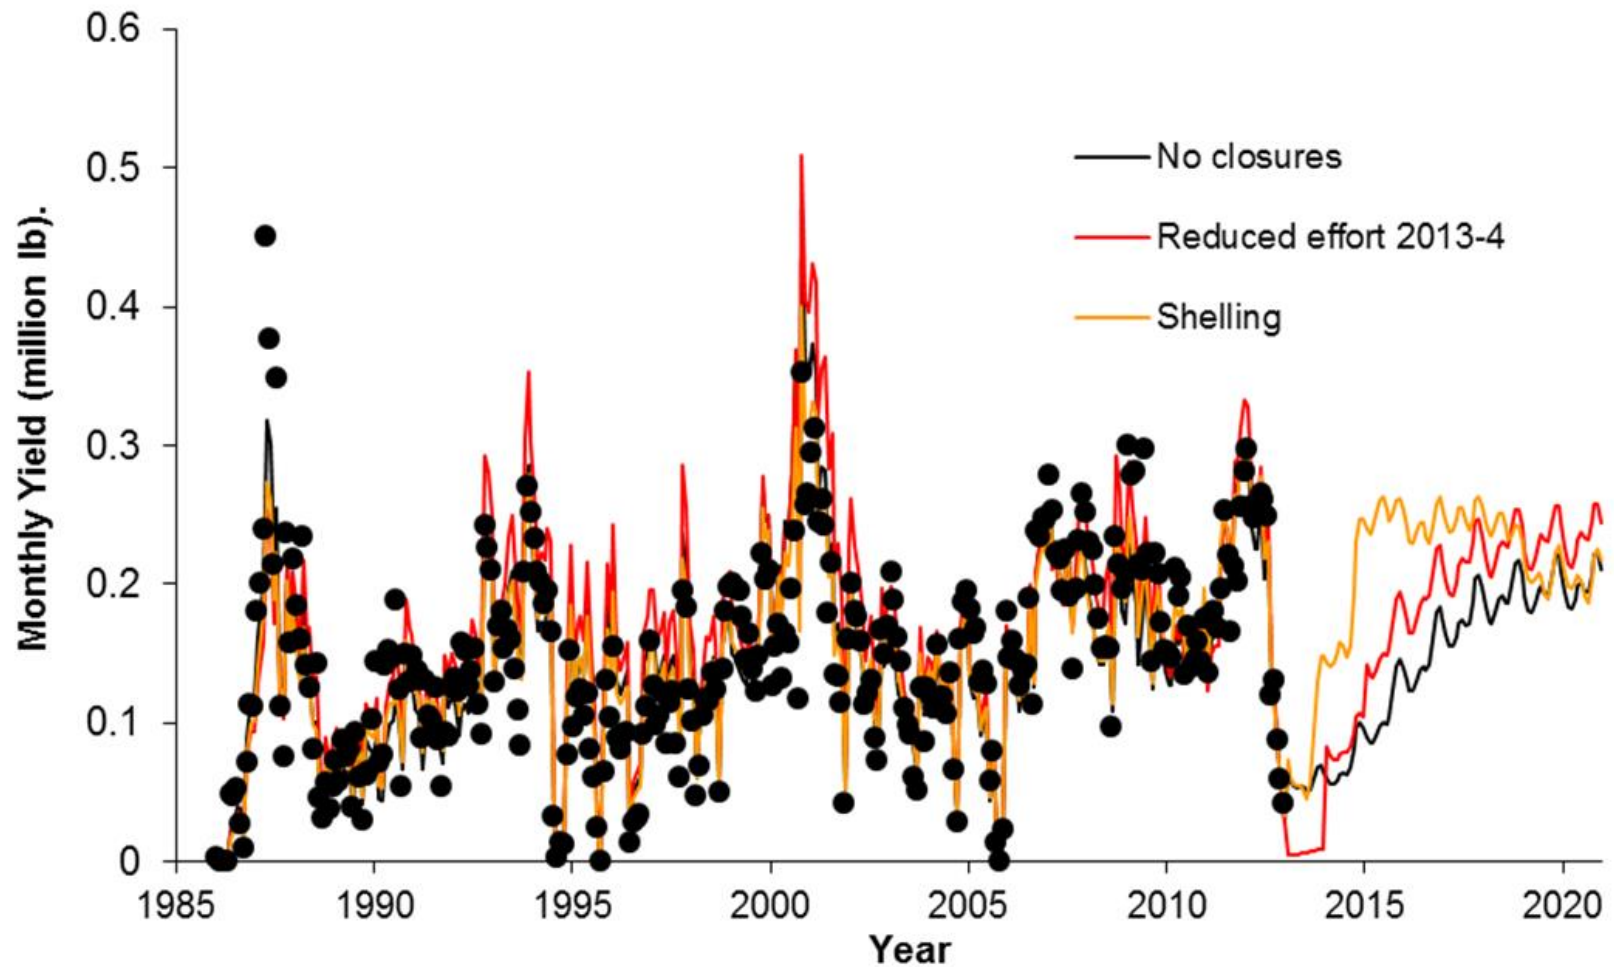 0.6
0.5
0.4
0.3
0.2
0.1
0
Monthly Yield (million lb).
No closures
Reduced effort 2013-4
Shelling
1985 1990 1995 2000 2005 2010 2015 2020
Year